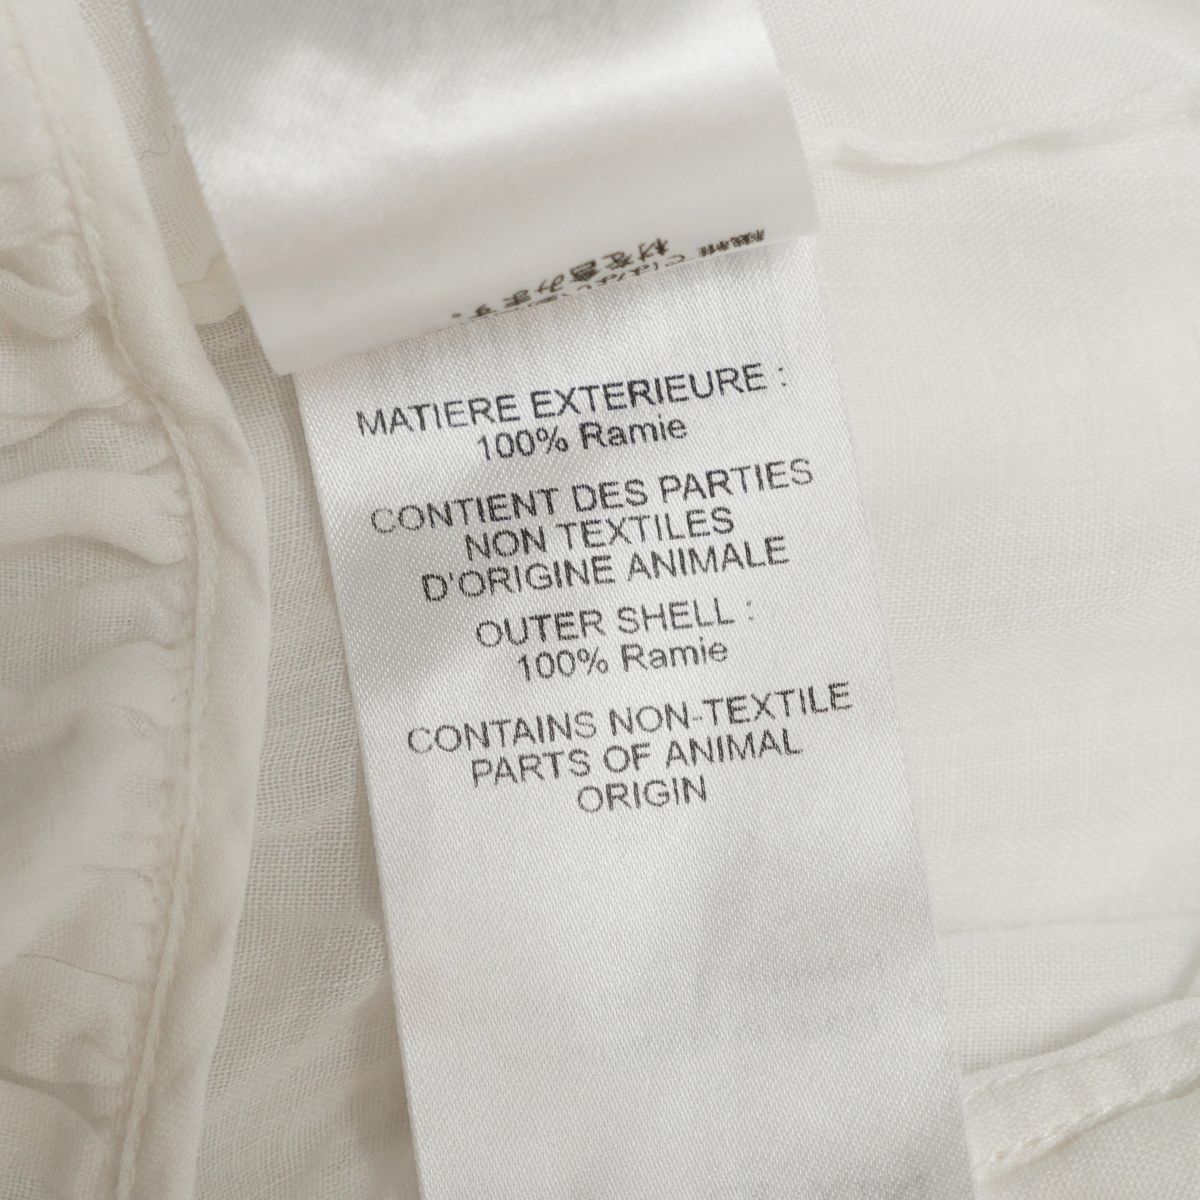 MATIERE EXTERIEURE :
100% Ramie
CONTIENT DES PARTIES
NON TEXTILES
D'ORIGINE ANIMALE
OUTER SHELL :
100% Ramie
CONTAINS NON-TEXTILE
PARTS OF ANIMAL
ORIGIN